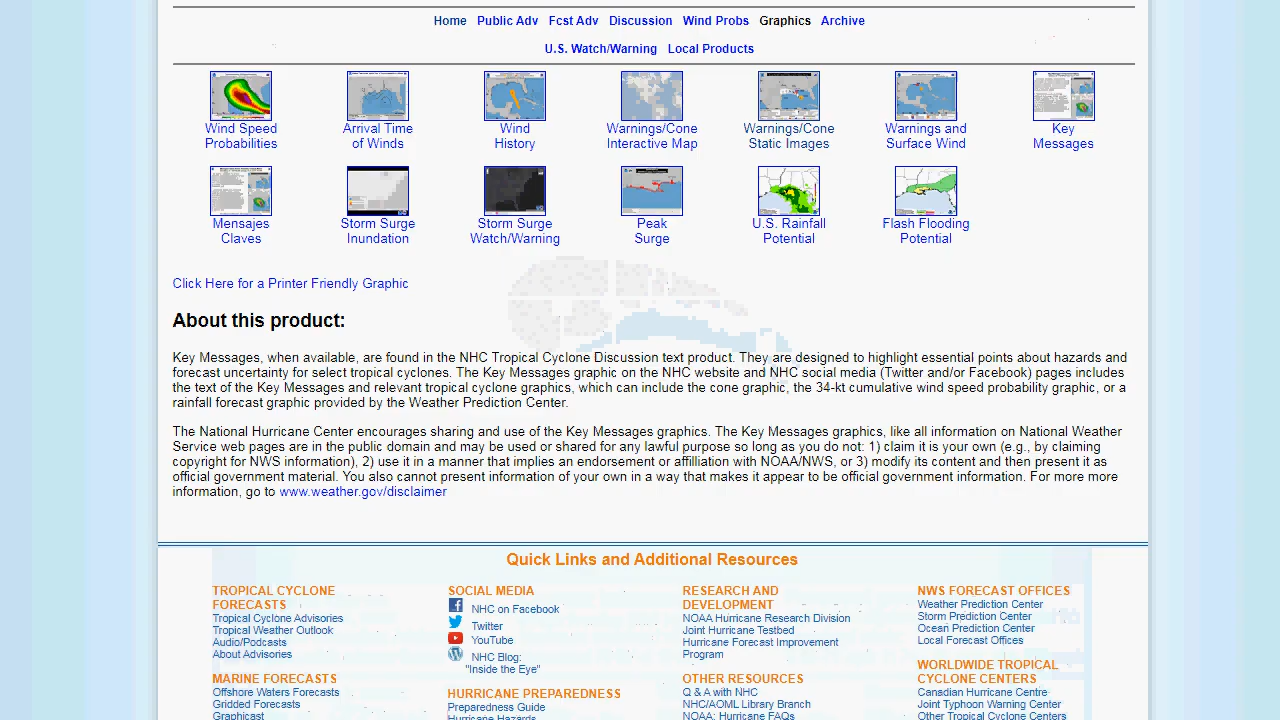 Home Public Adv Fcst Adv Discussion Wind Probs Graphics Archive
U.S. Watch/Warning Local Products
Wind Speed Probabilities
Arrival Time of Winds
Wind History
Warnings/Cone Interactive Map
Warnings/Cone Static Images
Warnings and Surface Wind
Key Messages
Mensajes Claves
Storm Surge Inundation
Storm Surge Watch/Warning
Peak Surge
U.S. Rainfall Potential
Flash Flooding Potential
Click Here for a Printer Friendly Graphic
About this product:
Key Messages, when available, are found in the NHC Tropical Cyclone Discussion text product. They are designed to highlight essential points about hazards and
forecast uncertainty for select tropical cyclones. The Key Messages graphic on the NHC website and NHC social media (Twitter and/or Facebook) pages includes
the text of the Key Messages and relevant tropical cyclone graphics, which can include the cone graphic, the 34-kt cumulative wind speed probability graphic, or a
rainfall forecast graphic provided by the Weather Prediction Center.
The National Hurricane Center encourages sharing and use of the Key Messages graphics. The Key Messages graphics, like all information on National Weather
Service web pages are in the public domain and may be used or shared for any lawful purpose so long as you do not: 1) claim it is your own (e.g., by claiming
copyright for NWS information), 2) use it in a manner that implies an endorsement or affilliation with NOAA/NWS, or 3) modify its content and then present it as
official government material. You also cannot present information of your own in a way that makes it appear to be official government information. For more more
information, go to www.weather.gov/disclaimer
Quick Links and Additional Resources
TROPICAL CYCLONE
FORECASTS
Tropical Cyclone Advisories
Tropical Weather Outlook
Audio/Podcasts
About Advisories
MARINE FORECASTS
Offshore Waters Forecasts
Gridded Forecasts
Graphicast
SOCIAL MEDIA
NHC on Facebook
Twitter
YouTube
NHC Blog:
"Inside the Eye"
HURRICANE PREPAREDNESS
Preparedness Guide
Hurricane Hazards
RESEARCH AND
DEVELOPMENT
NOAA Hurricane Research Division
Joint Hurricane Testbed
Hurricane Forecast Improvement
Program
OTHER RESOURCES
Q & A with NHC
NHC/AOML Library Branch
NOAA: Hurricane FAQs
NWS FORECAST OFFICES
Weather Prediction Center
Storm Prediction Center
Ocean Prediction Center
Local Forecast Offices
WORLDWIDE TROPICAL
CYCLONE CENTERS
Canadian Hurricane Centre
Joint Typhoon Warning Center
Other Tropical Cyclone Centers